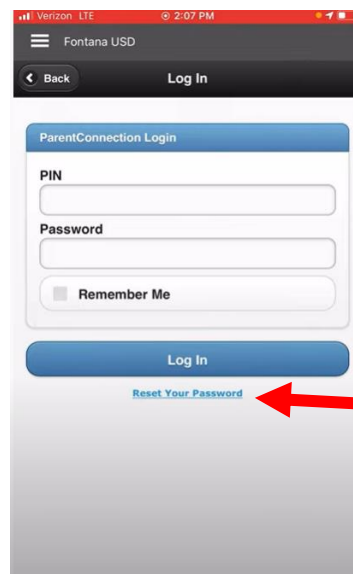 Verizon LTE 2:07 PM
Fontana USD
Back Log In
ParentConnection Login
PIN
Password
Remember Me
Log In
Reset Your Password